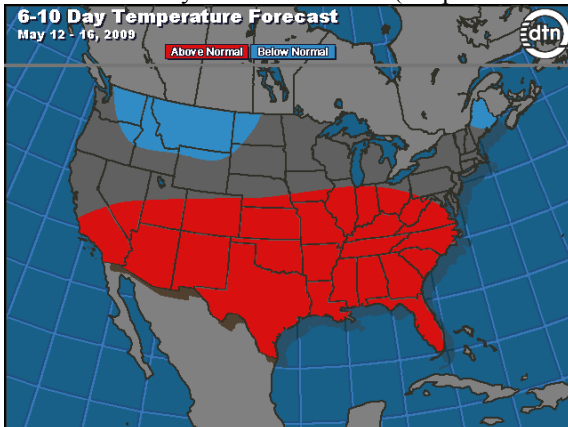 6-10 Day Temperature Forecast
May 12 - 16, 2009
dtn
Above Normal Below Normal